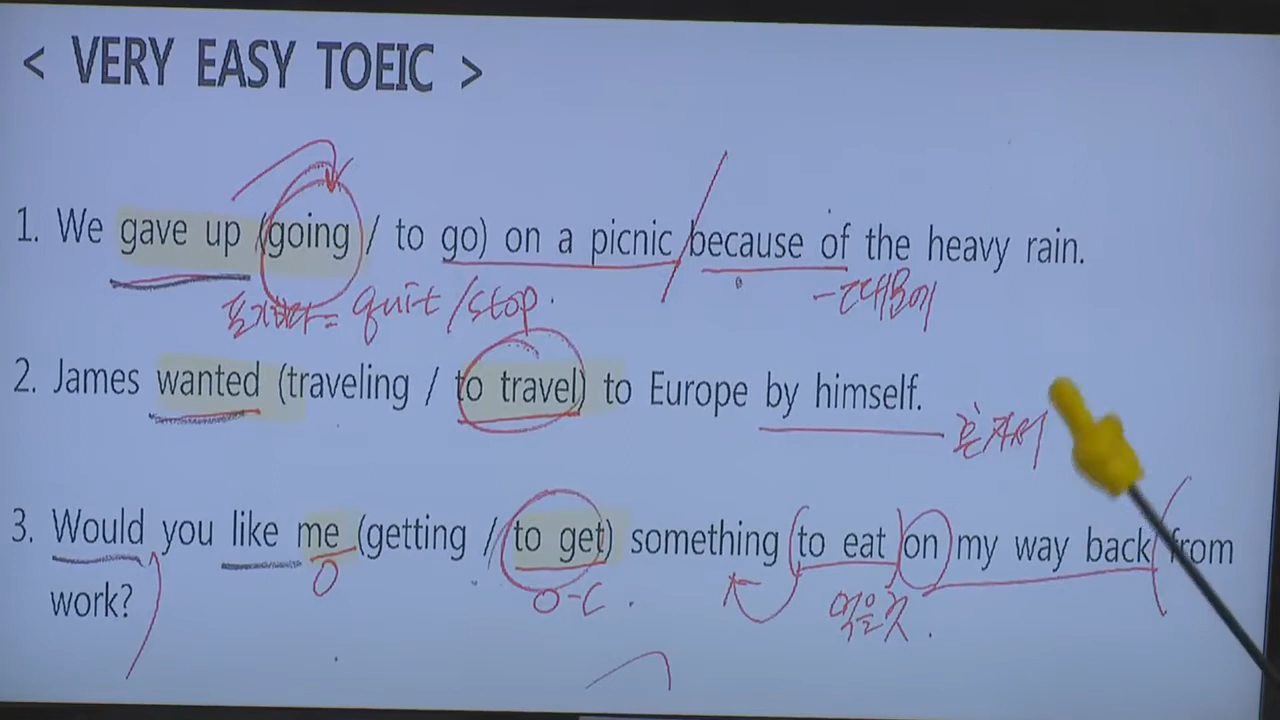 < VERY EASY TOEIC >
1. We gave up (going / to go) on a picnic because of the heavy rain.
포기하다 = quit / stop.
~때문에
2. James wanted (traveling / to travel) to Europe by himself.
혼자서
3. Would you like me (getting / to get) something (to eat) on my way back from
O
O-C.
먹을 것.
work?